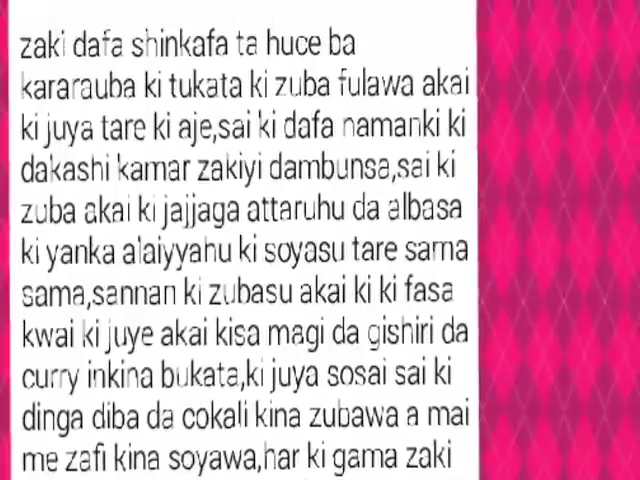 zaki dafa shinkafa ta huce ba
kararauba ki tukata ki zuba fulawa akai
ki juya tare ki aje,sai ki dafa namanki ki
dakashi kamar zakiyi dambunsa,sai ki
zuba akai ki jajjaga attaruhu da albasa
ki yanka alaiyyahu ki soyasu tare sama
sama,sannan ki zubasu akai ki ki fasa
kwai ki juye akai kisa magi da gishiri da
curry inkina bukata,ki juya sosai sai ki
dinga diba da cokali kina zubawa a mai
me zafi kina soyawa,har ki gama zaki